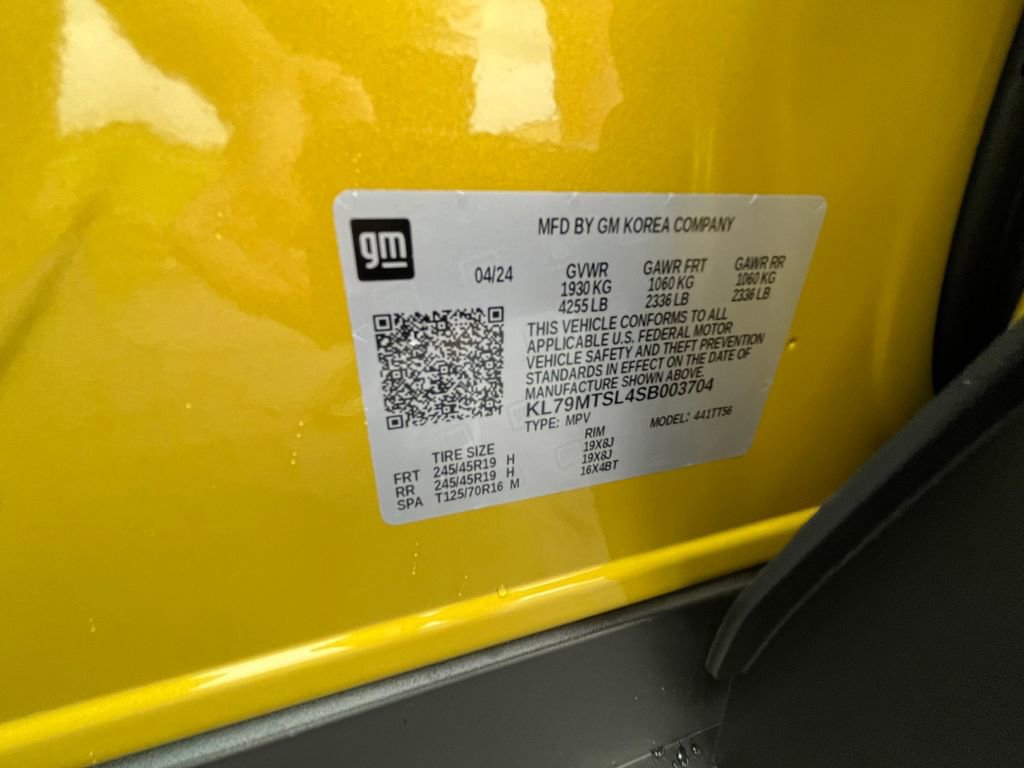 gm
MFD BY GM KOREA COMPANY
04/24
GVWR GAWR FRT GAWR RR
1930 KG 1060 KG 1060 KG
4255 LB 2336 LB 2336 LB
THIS VEHICLE CONFORMS TO ALL
APPLICABLE U.S. FEDERAL MOTOR
VEHICLE SAFETY AND THEFT PREVENTION
STANDARDS IN EFFECT ON THE DATE OF
MANUFACTURE SHOWN ABOVE.
KL79MTSL4SB003704
TYPE: MPV MODEL: 441TT56
TIRE SIZE RIM
FRT 245/45R19 H 19X8J
RR 245/45R19 H 19X8J
SPA T125/70R16 M 16X4BT